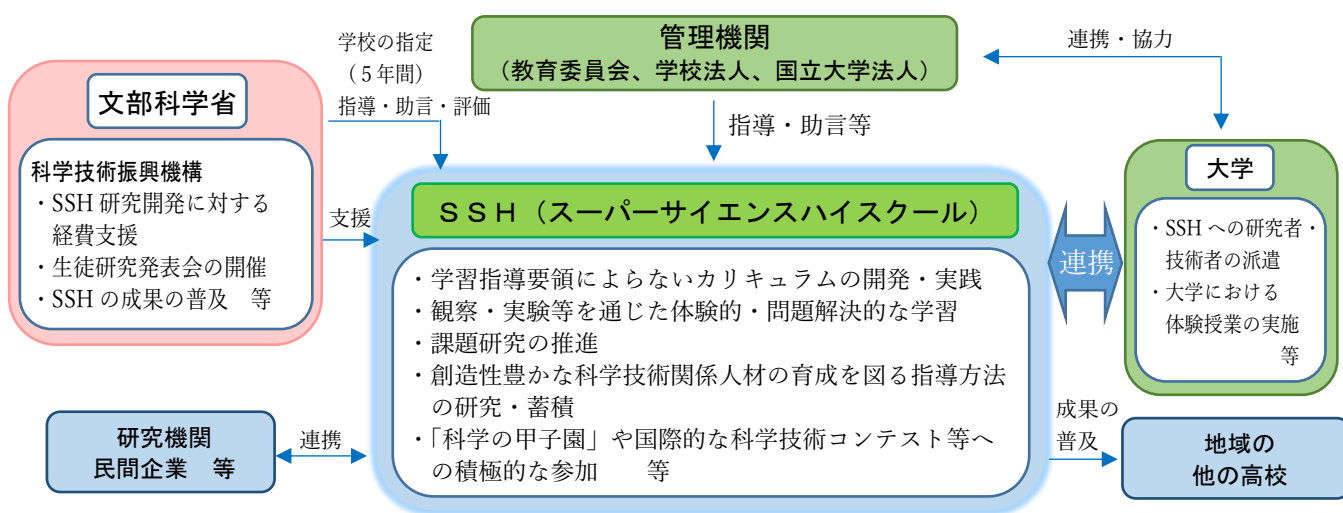 学校の指定
（５年間）
指導・助言・評価
管理機関
（教育委員会、学校法人、国立大学法人）
連携・協力
文部科学省
科学技術振興機構
・SSH 研究開発に対する
経費支援
・生徒研究発表会の開催
・SSH の成果の普及　等
支援
指導・助言等
ＳＳＨ（スーパーサイエンスハイスクール）
・学習指導要領によらないカリキュラムの開発・実践
・観察・実験等を通じた体験的・問題解決的な学習
・課題研究の推進
・創造性豊かな科学技術関係人材の育成を図る指導方法
の研究・蓄積
・「科学の甲子園」や国際的な科学技術コンテスト等へ
の積極的な参加　　等
連携
大学
・SSH への研究者・
技術者の派遣
・大学における
体験授業の実施
等
研究機関
民間企業　等
連携
成果の
普及
地域の
他の高校